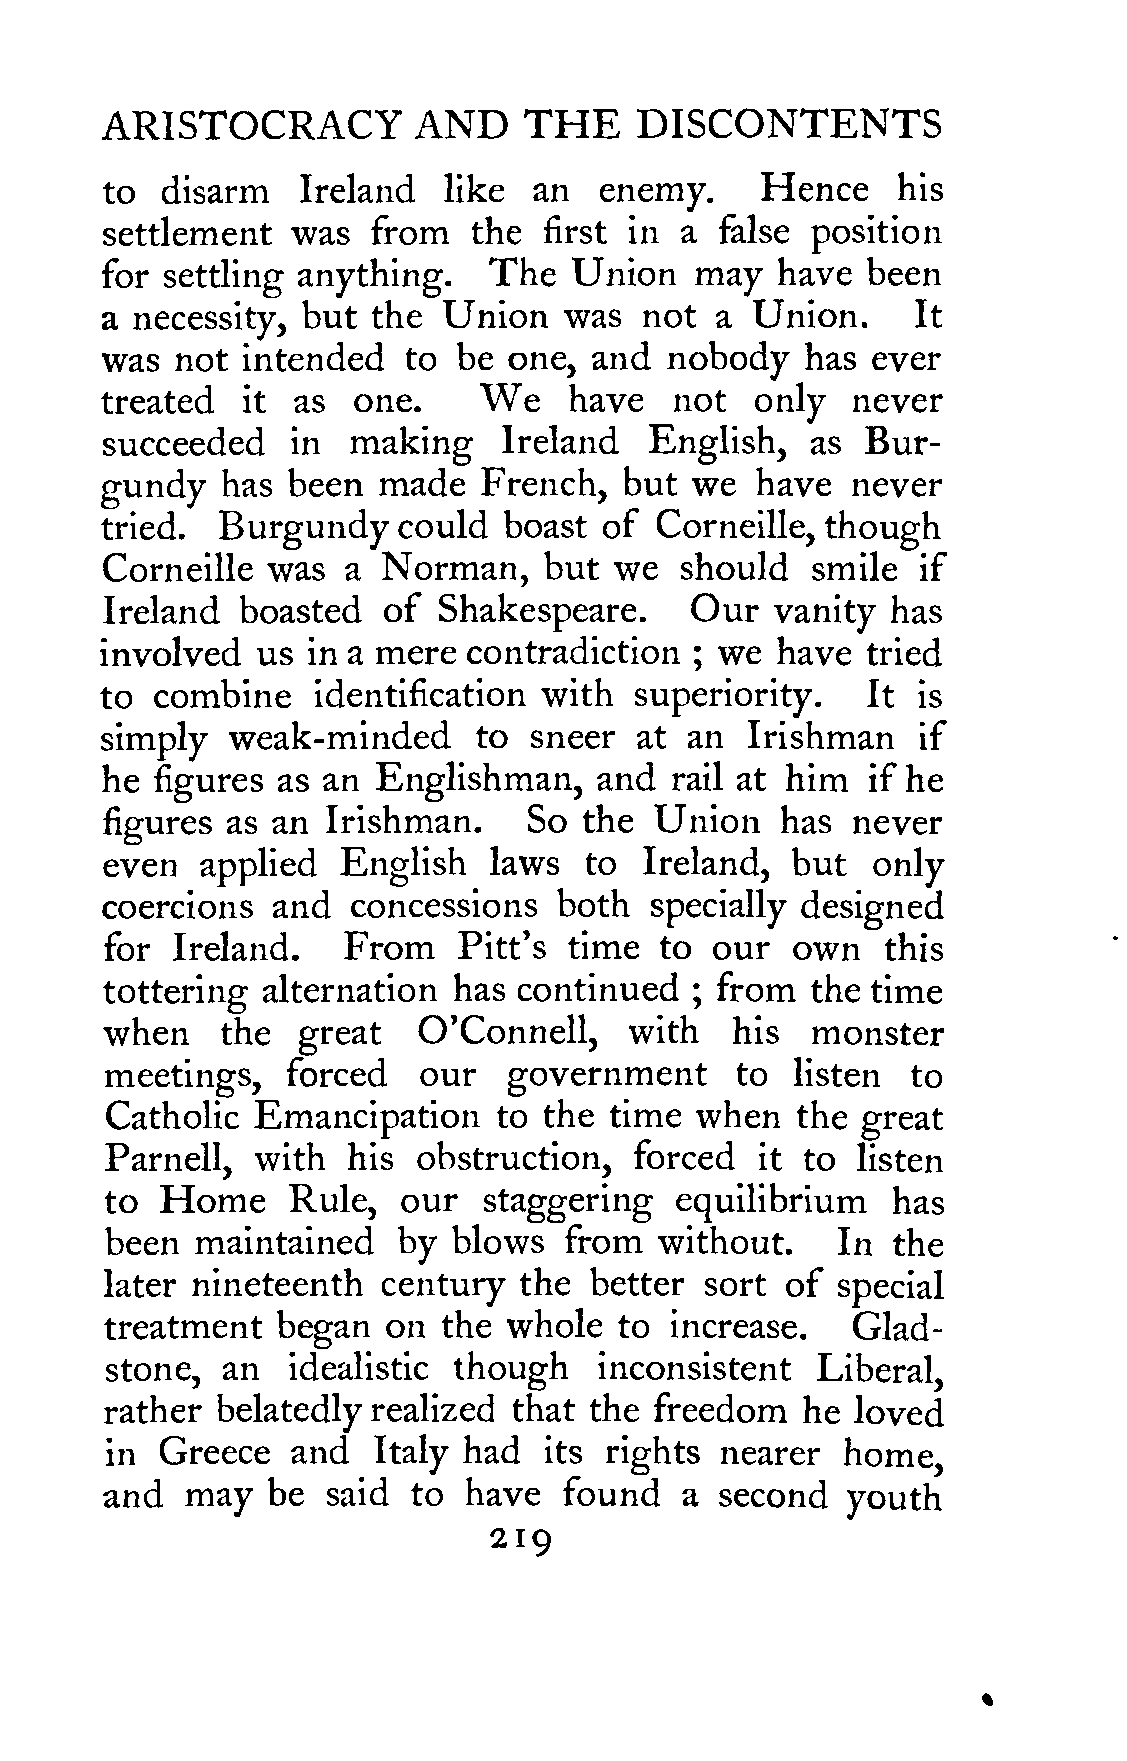 ARISTOCRACY AND THE DISCONTENTS
to disarm Ireland like an enemy. Hence his
settlement was from the first in a false position
for settling anything. The Union may have been
a necessity, but the Union was not a Union. It
was not intended to be one, and nobody has ever
treated it as one. We have not only never
succeeded in making Ireland English, as Bur-
gundy has been made French, but we have never
tried. Burgundy could boast of Corneille, though
Corneille was a Norman, but we should smile if
Ireland boasted of Shakespeare. Our vanity has
involved us in a mere contradiction ; we have tried
to combine identification with superiority. It is
simply weak-minded to sneer at an Irishman if
he figures as an Englishman, and rail at him if he
figures as an Irishman. So the Union has never
even applied English laws to Ireland, but only
coercions and concessions both specially designed
for Ireland. From Pitt's time to our own this
tottering alternation has continued ; from the time
when the great O'Connell, with his monster
meetings, forced our government to listen to
Catholic Emancipation to the time when the great
Parnell, with his obstruction, forced it to listen
to Home Rule, our staggering equilibrium has
been maintained by blows from without. In the
later nineteenth century the better sort of special
treatment began on the whole to increase. Glad-
stone, an idealistic though inconsistent Liberal,
rather belatedly realized that the freedom he loved
in Greece and Italy had its rights nearer home,
and may be said to have found a second youth
219